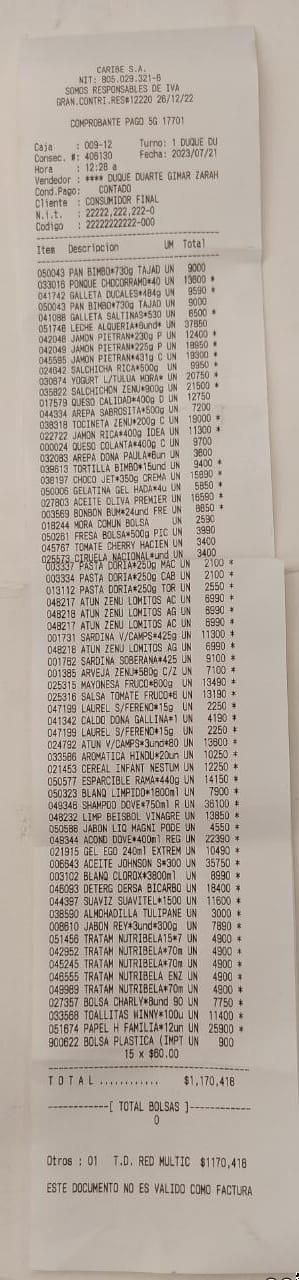 CARIBE S.A.
NIT: 805.029.321-6
SOMOS RESPONSABLES DE IVA
GRAN.CONTRI.RES#12220 26/12/22
COMPROBANTE PAGO 5G 17701
Caja : 009-12 Turno: 1 DUQUE DU
Consec. #: 406130 Fecha: 2023/07/21
Hora : 12:28 a
Vendedor : **** DUQUE DUARTE GIMAR ZARAH
Cond.Pago: CONTADO
Cliente : CONSUMIDOR FINAL
N.i.t. : 22222,222,222-0
Codigo : 22222222222-000
Item Descripcion UM Total
050043 PAN BIMBO*730g TAJAD UN 9000
033016 PONQUE CHOCORRAMO*40 UN 13600 *
041742 GALLETA DUCALES*484g UN 9590 *
050043 PAN BIMBO*730g TAJAD UN 9000
041088 GALLETA SALTINAS*530 UN 6500 *
051746 LECHE ALQUERIA*6und* UN 37850
042048 JAMON PIETRAN*230g P UN 12400 *
042049 JAMON PIETRAN*225g P UN 18950 *
045595 JAMON PIETRAN*431g C UN 19300 *
024842 SALCHICHA RICA*500g UN 9950 *
030874 YOGURT L/TULUA MORA* UN 20750 *
035822 SALCHICHON ZENU*900g UN 21500 *
017579 QUESO CALIDAD*400g D UN 12750
044334 AREPA SABROSITA*500g UN 7200
038318 TOCINETA ZENU*200g C UN 19000 *
022722 JAMON RICA*400g IDEA UN 11300 *
000024 QUESO COLANTA*400g C UN 9700
032083 AREPA DONA PAULA*8un UN 3600
039613 TORTILLA BIMBO*15und UN 9400 *
036197 CHOCO JET*350g CREMA UN 15890 *
050006 GELATINA GEL HADA*4u UN 5850 *
027803 ACEITE OLIVA PREMIER UN 16590 *
003569 BONBON BUM*24und FRE UN 8650 *
018244 MORA COMUN BOLSA UN 2590
050261 FRESA BOLSA*500g PIC UN 3990
045767 TOMATE CHERRY HACIEN UN 3400
025573 CIRUELA NACIONAL*und UN 3400
003337 PASTA DORIA*250g MAC UN 2100 *
003334 PASTA DORIA*250g CAB UN 2100 *
013112 PASTA DORIA*250g TOR UN 2550 *
048217 ATUN ZENU LOMITOS AC UN 6990 *
048218 ATUN ZENU LOMITOS AG UN 6990 *
048217 ATUN ZENU LOMITOS AC UN 6990 *
001731 SARDINA V/CAMPS*425g UN 11300 *
048218 ATUN ZENU LOMITOS AG UN 6990 *
001782 SARDINA SOBERANA*425 UN 9100 *
001385 ARVEJA ZENU*580g C/Z UN 7100 *
025315 MAYONESA FRUCO*600g UN 13490 *
025316 SALSA TOMATE FRUCO*6 UN 13190 *
047199 LAUREL S/FERENO*15g UN 2250 *
041342 CALDO DONA GALLINA*1 UN 4190 *
047199 LAUREL S/FERENO*15g UN 2250 *
024792 ATUN V/CAMPS*3und*80 UN 13600 *
033586 AROMATICA HINDU*20un UN 10250 *
021453 CEREAL INFANT NESTUM UN 12250 *
050577 ESPARCIBLE RAMA*440g UN 14150 *
050323 BLANQ LIMPIDO*1800ml UN 7900 *
049346 SHAMPOO DOVE*750ml R UN 36100 *
048232 LIMP BEISBOL VINAGRE UN 13850 *
050588 JABON LIQ MAGNI PODE UN 4550 *
049344 ACOND DOVE*400ml REG UN 22390 *
021915 GEL EGO 240ml EXTREM UN 10490 *
006643 ACEITE JOHNSON S*300 UN 35750 *
003102 BLANQ CLOROX*3800ml UN 8990 *
046093 DETERG DERSA BICARBO UN 18400 *
044397 SUAVIZ SUAVITEL*1500 UN 11600 *
038590 ALMOHADILLA TULIPANE UN 3000 *
008610 JABON REY*3und*300g UN 7890 *
051456 TRATAM NUTRIBELA15*7 UN 4900 *
042952 TRATAM NUTRIBELA*70m UN 4900 *
045245 TRATAM NUTRIBELA*70m UN 4900 *
046555 TRATAM NUTRIBELA ENZ UN 4900 *
049989 TRATAM NUTRIBELA*70m UN 4900 *
027357 BOLSA CHARLY*8und 90 UN 7750 *
033568 TOALLITAS WINNY*100u UN 11400 *
051674 PAPEL H FAMILIA*12un UN 25900 *
900622 BOLSA PLASTICA (IMPT UN 900
15 x $60.00
T O T A L ............ $1,170,418
------------[ TOTAL BOLSAS ]------------
0
Otros : 01 T.D. RED MULTIC $1170,418
ESTE DOCUMENTO NO ES VALIDO COMO FACTURA